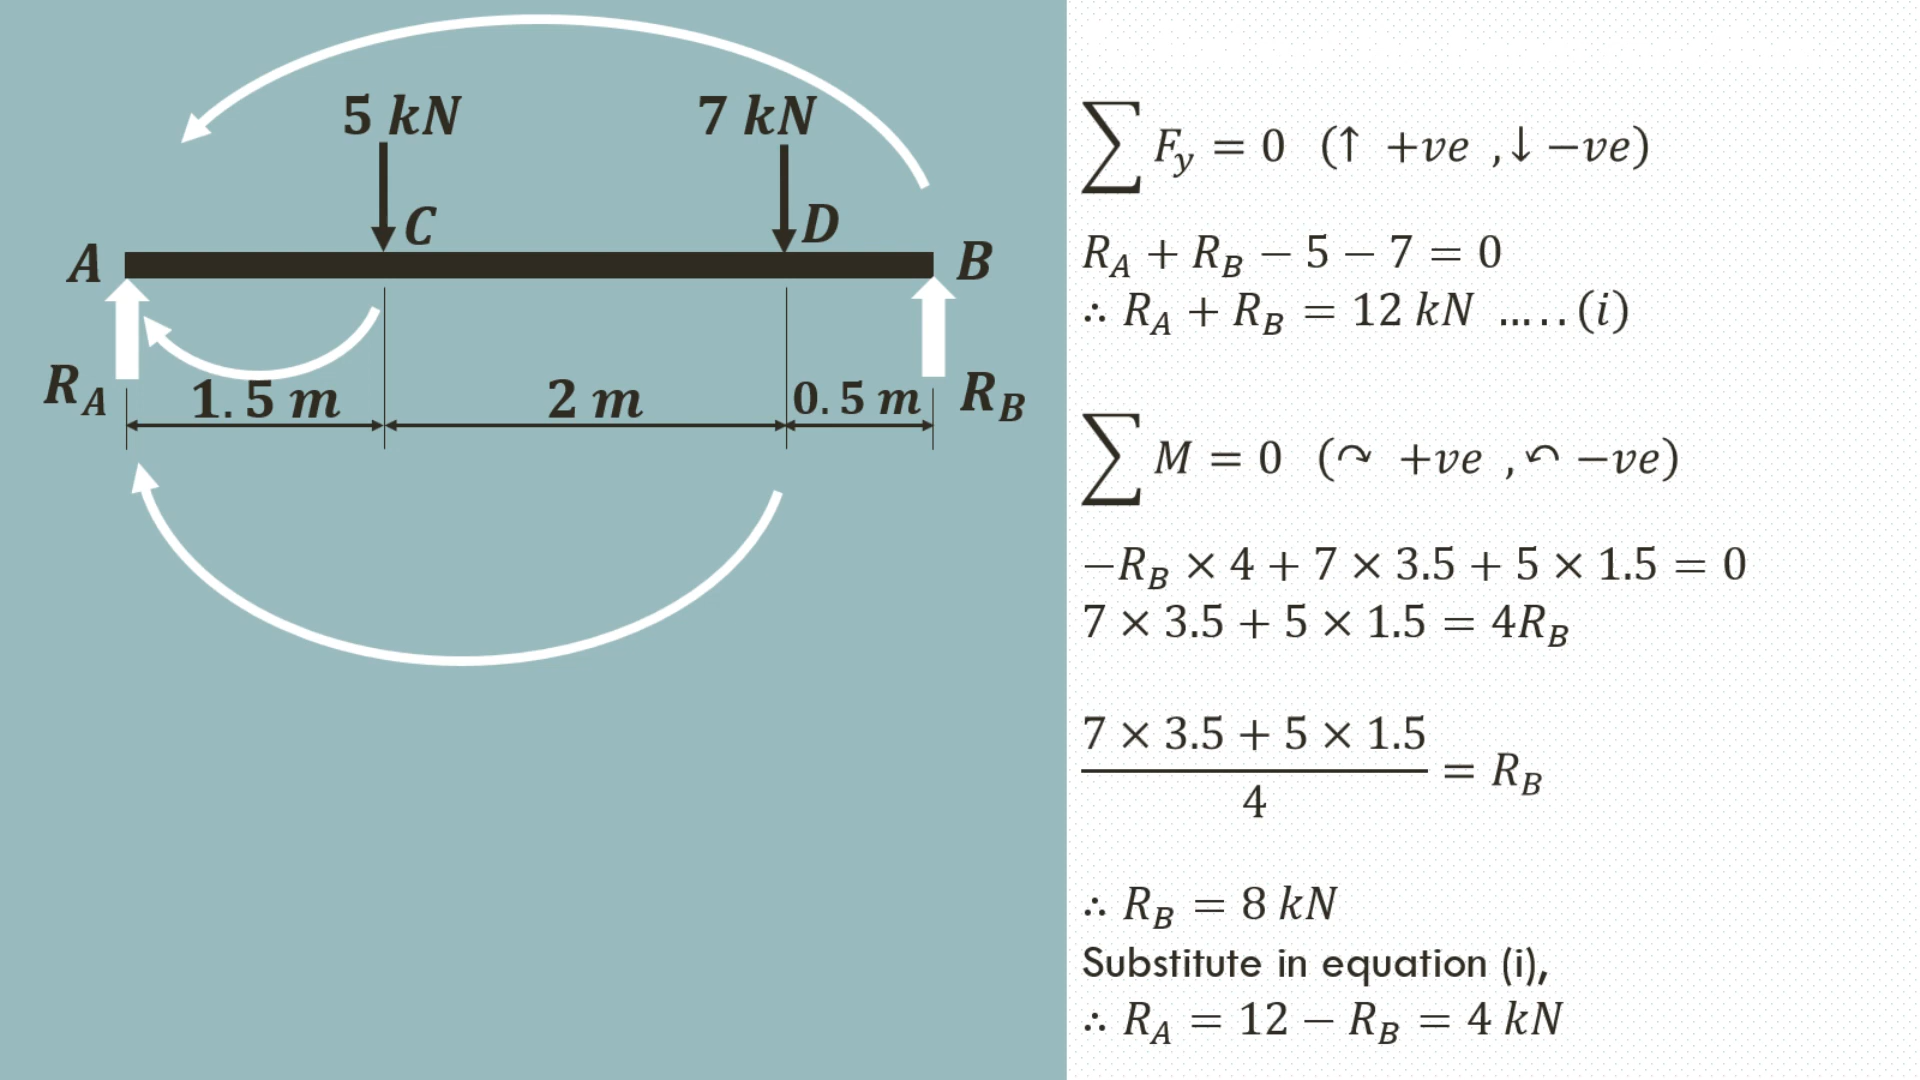 5 kN
7 kN
C
D
A
B
R_A
1.5 m
2 m
0.5 m
R_B
∑ F_y = 0 (↑ +ve ,↓ −ve)
R_A + R_B − 5 − 7 = 0
∴ R_A + R_B = 12 kN .....(i)
∑ M = 0 (↷ +ve , ↶ −ve)
−R_B × 4 + 7 × 3.5 + 5 × 1.5 = 0
7 × 3.5 + 5 × 1.5 = 4R_B
7 × 3.5 + 5 × 1.5
4
= R_B
∴ R_B = 8 kN
Substitute in equation (i),
∴ R_A = 12 − R_B = 4 kN